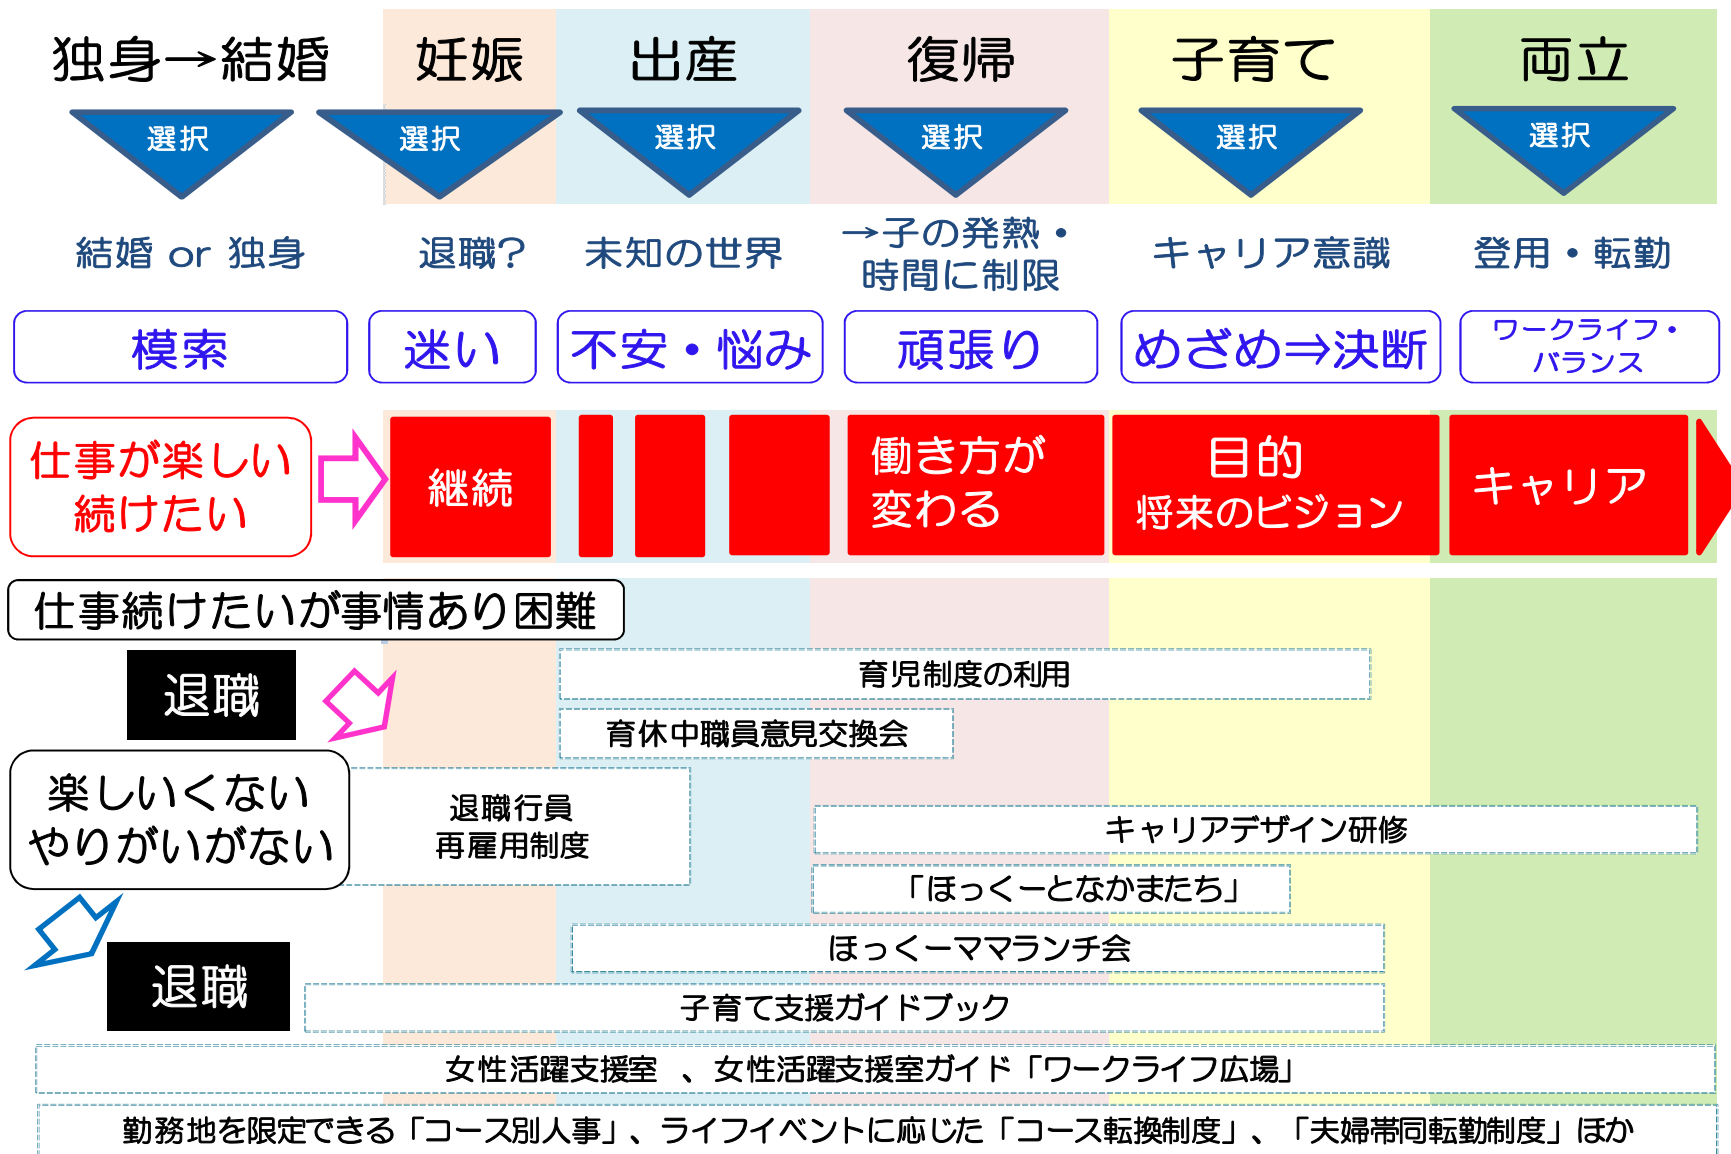 独身→結婚
妊娠
出産
復帰
子育て
両立
選択
選択
選択
選択
選択
選択
結婚 or 独身
退職?
未知の世界
→子の発熱・
時間に制限
キャリア意識
登用・転勤
模索
迷い
不安・悩み
頑張り
めざめ⇒決断
ワークライフ・
バランス
仕事が楽しい
続けたい
継続
働き方が
変わる
目的
将来のビジョン
キャリア
仕事続けたいが事情あり困難
退職
育児制度の利用
育休中職員意見交換会
楽しいくない
やりがいがない
退職行員
再雇用制度
キャリアデザイン研修
「ほっくーとなかまたち」
ほっくーママランチ会
退職
子育て支援ガイドブック
女性活躍支援室 、女性活躍支援室ガイド「ワークライフ広場」
勤務地を限定できる「コース別人事」、ライフイベントに応じた「コース転換制度」、「夫婦帯同転勤制度」ほか